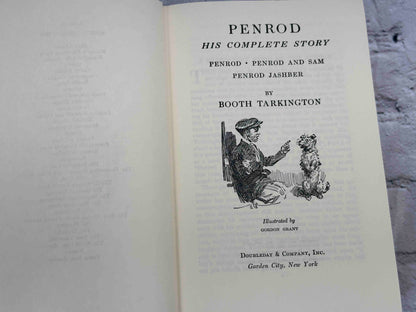 PENROD
HIS COMPLETE STORY
PENROD · PENROD AND SAM
PENROD JASHBER
BY
BOOTH TARKINGTON
Illustrated by
GORDON GRANT
DOUBLEDAY & COMPANY, INC.
Garden City, New York